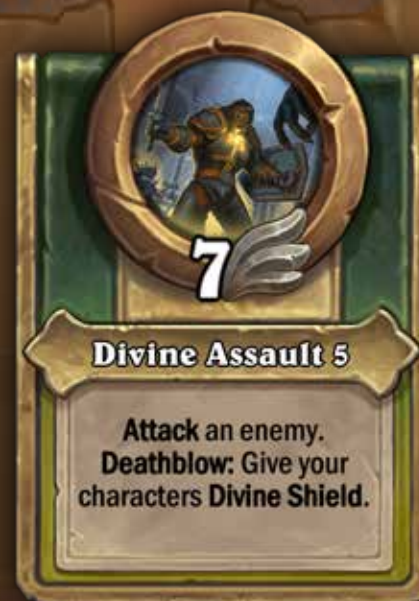 7
Divine Assault 5
Attack an enemy.
Deathblow: Give your
characters Divine Shield.